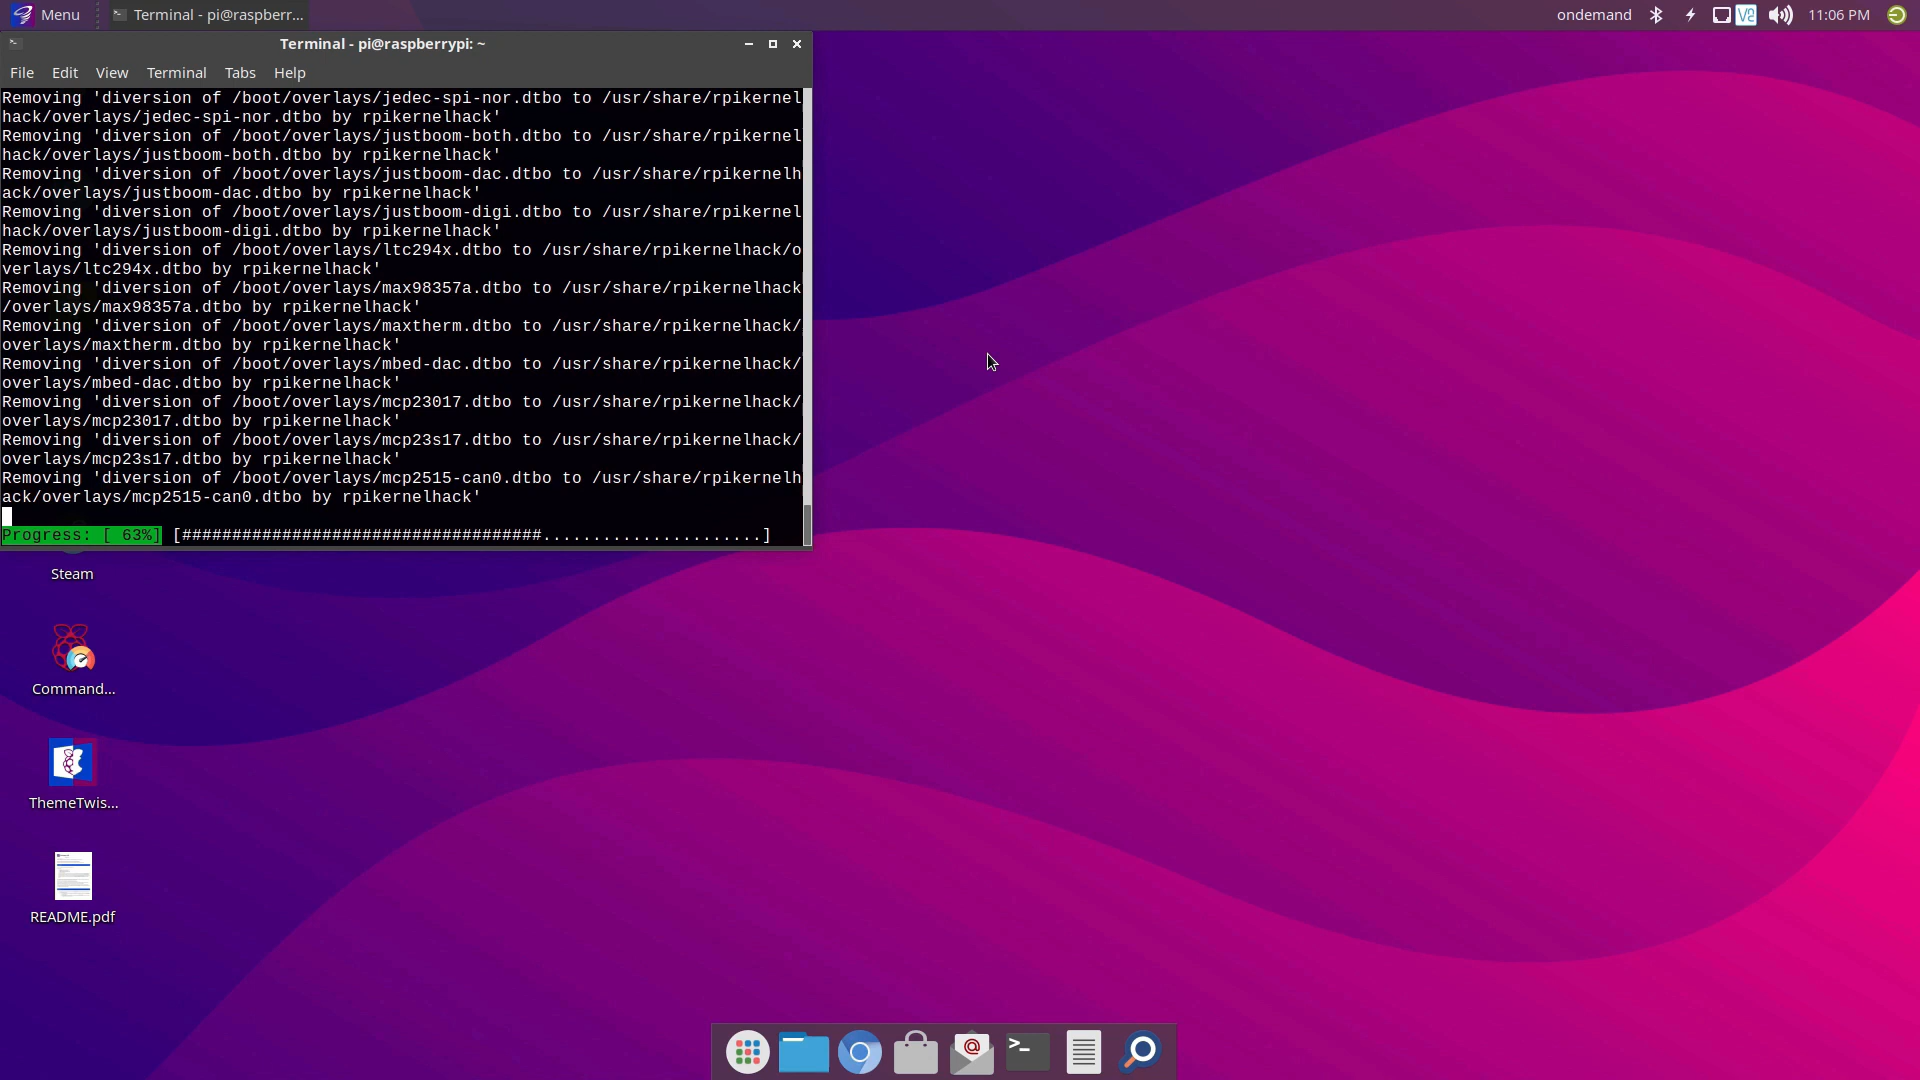 Menu
Terminal - pi@raspberr...
ondemand
V2
11:06 PM
Terminal - pi@raspberrypi: ~
File Edit View Terminal Tabs Help
Removing 'diversion of /boot/overlays/jedec-spi-nor.dtbo to /usr/share/rpikernel
hack/overlays/jedec-spi-nor.dtbo by rpikernelhack'
Removing 'diversion of /boot/overlays/justboom-both.dtbo to /usr/share/rpikernel
hack/overlays/justboom-both.dtbo by rpikernelhack'
Removing 'diversion of /boot/overlays/justboom-dac.dtbo to /usr/share/rpikernelh
ack/overlays/justboom-dac.dtbo by rpikernelhack'
Removing 'diversion of /boot/overlays/justboom-digi.dtbo to /usr/share/rpikernel
hack/overlays/justboom-digi.dtbo by rpikernelhack'
Removing 'diversion of /boot/overlays/ltc294x.dtbo to /usr/share/rpikernelhack/o
verlays/ltc294x.dtbo by rpikernelhack'
Removing 'diversion of /boot/overlays/max98357a.dtbo to /usr/share/rpikernelhack
/overlays/max98357a.dtbo by rpikernelhack'
Removing 'diversion of /boot/overlays/maxtherm.dtbo to /usr/share/rpikernelhack/
overlays/maxtherm.dtbo by rpikernelhack'
Removing 'diversion of /boot/overlays/mbed-dac.dtbo to /usr/share/rpikernelhack/
overlays/mbed-dac.dtbo by rpikernelhack'
Removing 'diversion of /boot/overlays/mcp23017.dtbo to /usr/share/rpikernelhack/
overlays/mcp23017.dtbo by rpikernelhack'
Removing 'diversion of /boot/overlays/mcp23s17.dtbo to /usr/share/rpikernelhack/
overlays/mcp23s17.dtbo by rpikernelhack'
Removing 'diversion of /boot/overlays/mcp2515-can0.dtbo to /usr/share/rpikernelh
ack/overlays/mcp2515-can0.dtbo by rpikernelhack'
Progress: [ 63%] [####################################......................]
Steam
Command...
ThemeTwis...
README.pdf